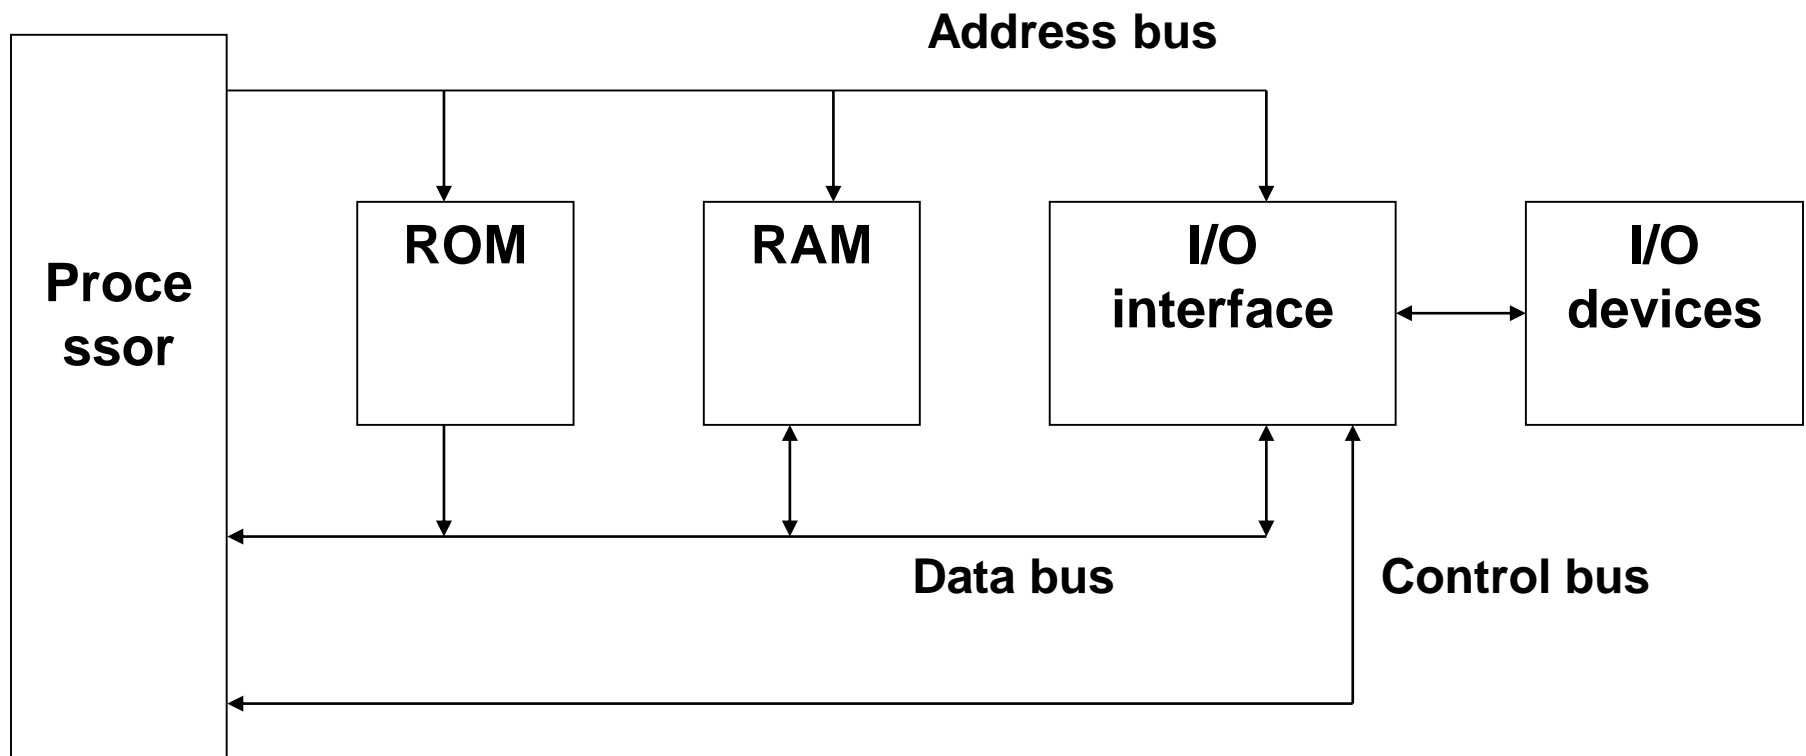 Address bus
Proce
ssor
ROM
RAM
I/O
interface
I/O
devices
Data bus
Control bus